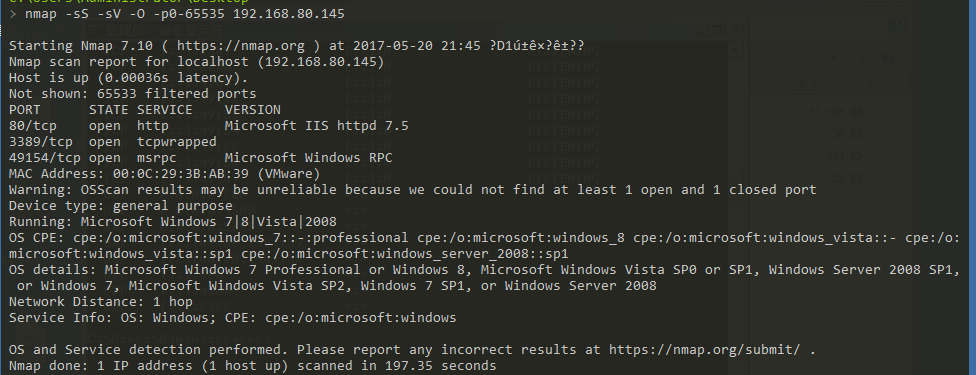 > nmap -sS -sV -O -p0-65535 192.168.80.145
Starting Nmap 7.10 ( https://nmap.org ) at 2017-05-20 21:45 ?D1ú±ê×?ê±??
Nmap scan report for localhost (192.168.80.145)
Host is up (0.00036s latency).
Not shown: 65533 filtered ports
PORT      STATE SERVICE    VERSION
80/tcp    open  http       Microsoft IIS httpd 7.5
3389/tcp  open  tcpwrapped
49154/tcp open  msrpc      Microsoft Windows RPC
MAC Address: 00:0C:29:3B:AB:39 (VMware)
Warning: OSScan results may be unreliable because we could not find at least 1 open and 1 closed port
Device type: general purpose
Running: Microsoft Windows 7|8|Vista|2008
OS CPE: cpe:/o:microsoft:windows_7::-:professional cpe:/o:microsoft:windows_8 cpe:/o:microsoft:windows_vista::- cpe:/o:
microsoft:windows_vista::sp1 cpe:/o:microsoft:windows_server_2008::sp1
OS details: Microsoft Windows 7 Professional or Windows 8, Microsoft Windows Vista SP0 or SP1, Windows Server 2008 SP1,
or Windows 7, Microsoft Windows Vista SP2, Windows 7 SP1, or Windows Server 2008
Network Distance: 1 hop
Service Info: OS: Windows; CPE: cpe:/o:microsoft:windows
OS and Service detection performed. Please report any incorrect results at https://nmap.org/submit/ .
Nmap done: 1 IP address (1 host up) scanned in 197.35 seconds